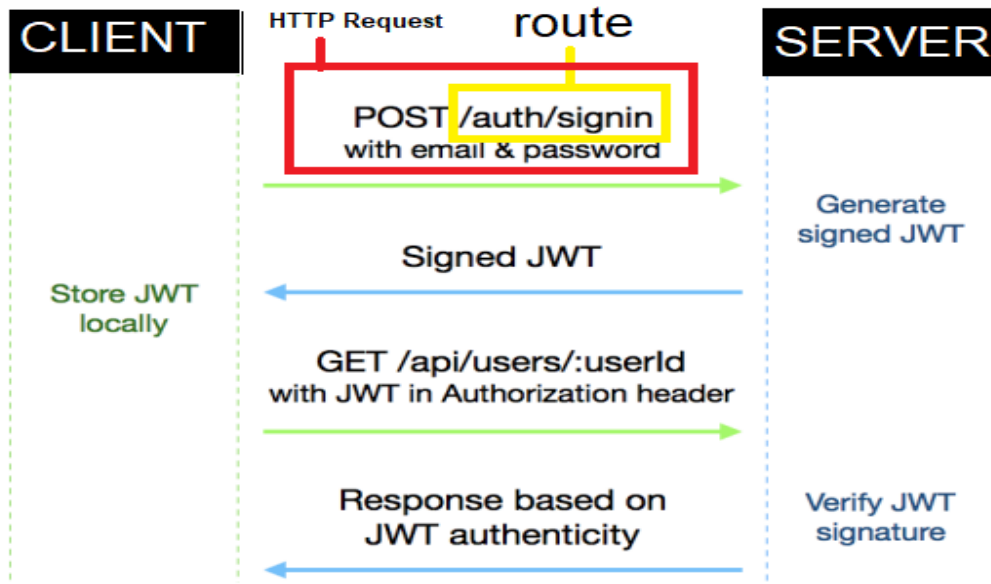 CLIENT
HTTP Request
route
SERVER
POST /auth/signin
with email & password
Generate
signed JWT
Signed JWT
Store JWT
locally
GET /api/users/:userId
with JWT in Authorization header
Response based on
JWT authenticity
Verify JWT
signature